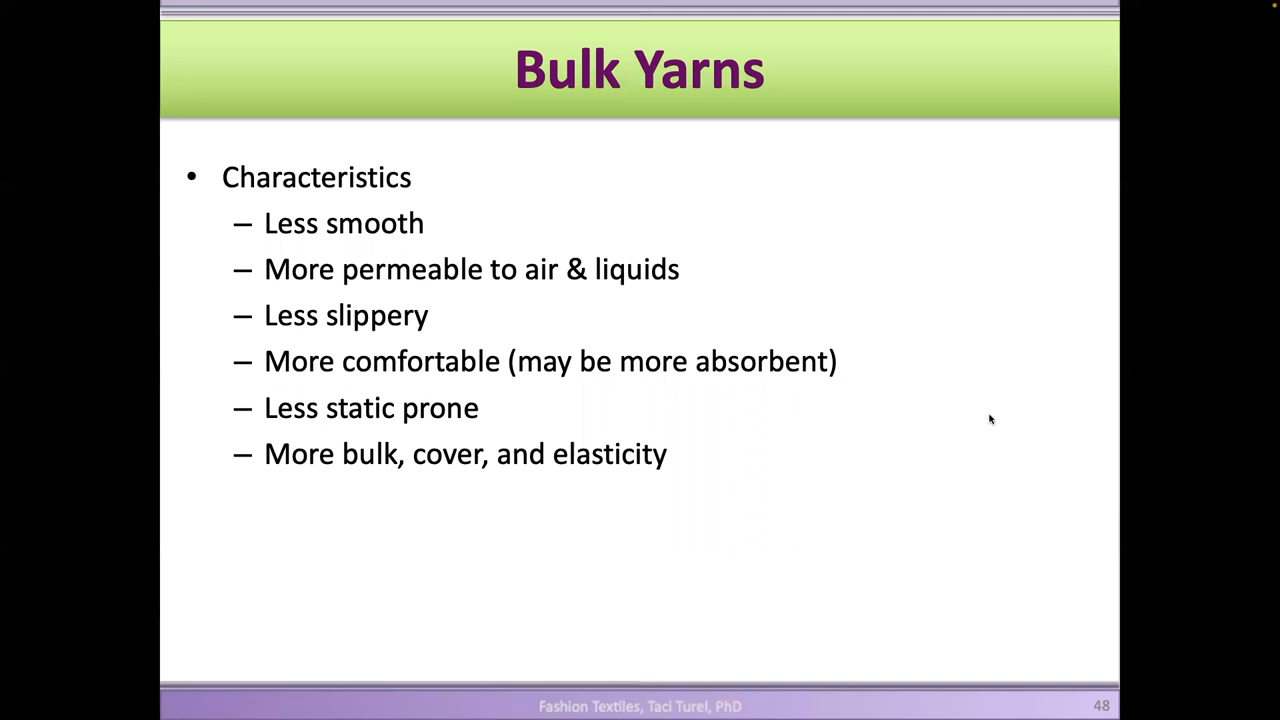 Bulk Yarns
• Characteristics
– Less smooth
– More permeable to air & liquids
– Less slippery
– More comfortable (may be more absorbent)
– Less static prone
– More bulk, cover, and elasticity
Fashion Textiles, Taci Turel, PhD
48